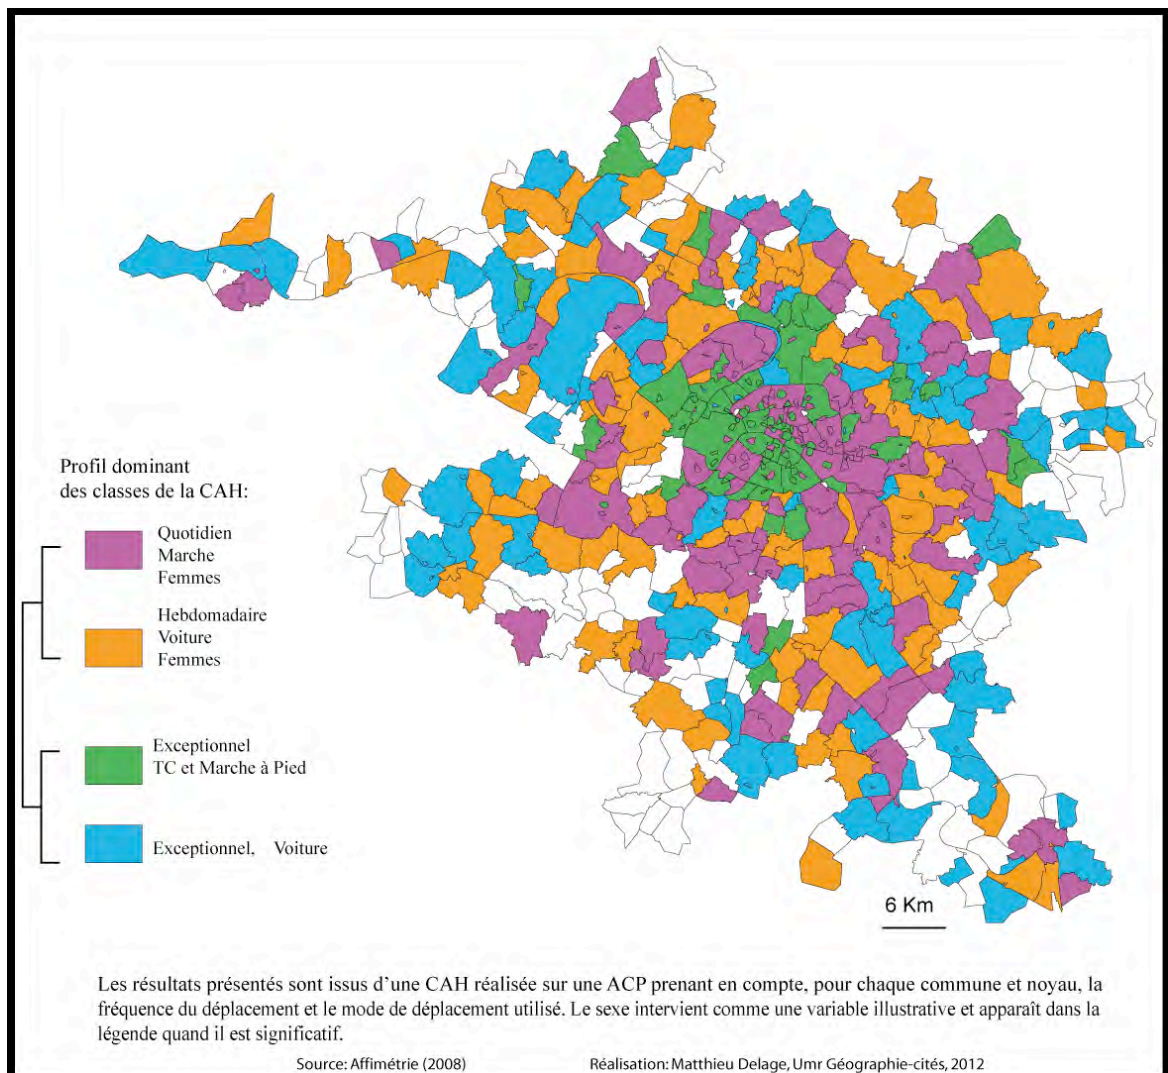 Profil dominant
des classes de la CAH:
Quotidien
Marche
Femmes
Hebdomadaire
Voiture
Femmes
Exceptionnel
TC et Marche à Pied
Exceptionnel, Voiture
6 Km
Les résultats présentés sont issus d'une CAH réalisée sur une ACP prenant en compte, pour chaque commune et noyau, la
fréquence du déplacement et le mode de déplacement utilisé. Le sexe intervient comme une variable illustrative et apparaît dans la
légende quand il est significatif.
Source: Affimétrie (2008) Réalisation: Matthieu Delage, Umr Géographie-cités, 2012